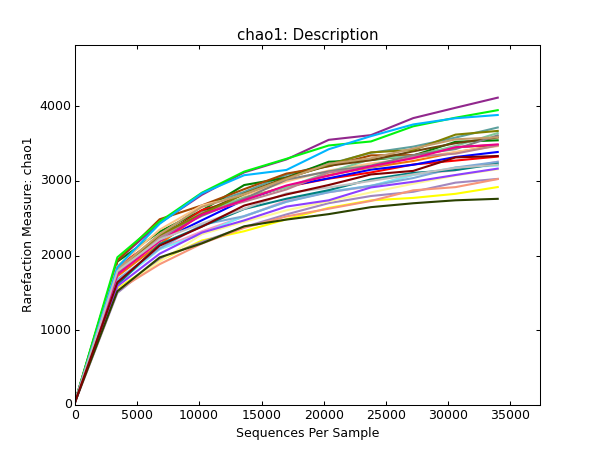 chao1: Description
Rarefaction Measure: chao1
4000
3000
2000
1000
0
0 5000 10000 15000 20000 25000 30000 35000
Sequences Per Sample